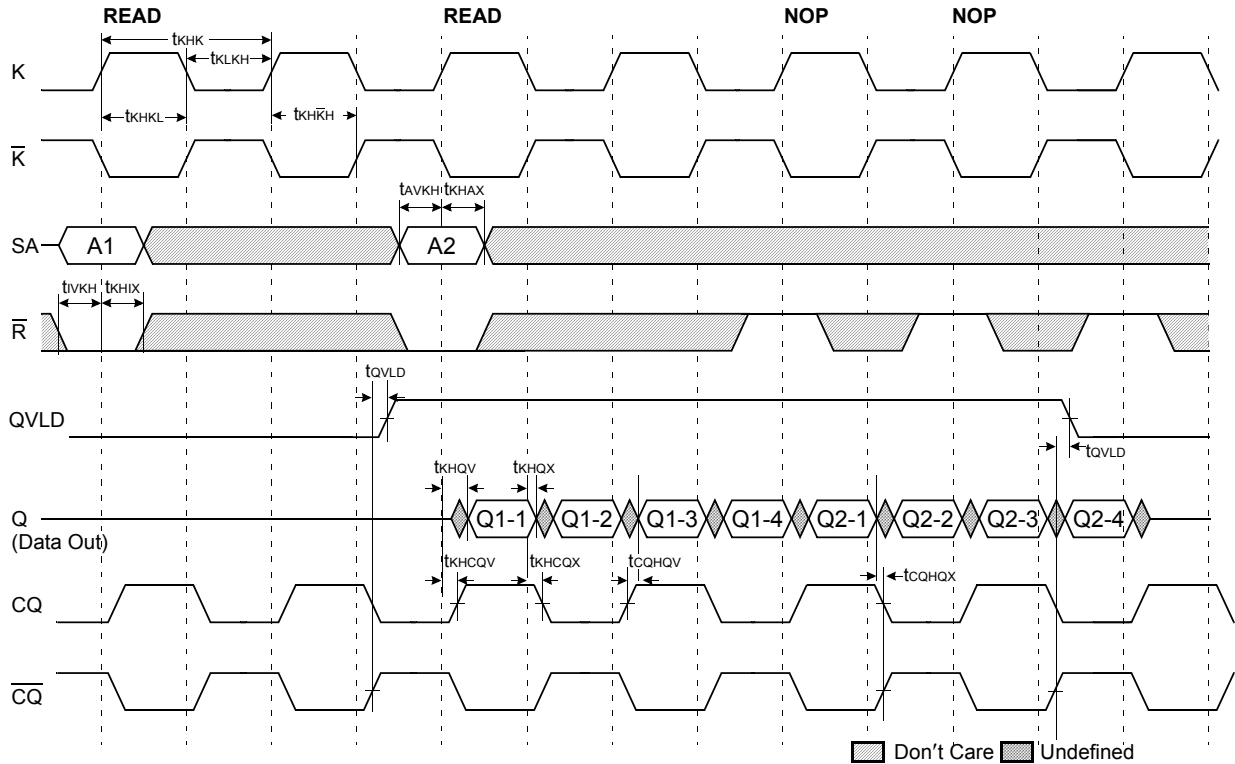 READ READ NOP NOP
tKHK
tKLKH
K
tKHKL tKHK̅H
K̅
tAVKH tKHAX
SA A1 A2
tIVKH tKHIX
R̅
tQVLD
QVLD
tQVLD
tKHQV tKHQX
Q Q1-1 Q1-2 Q1-3 Q1-4 Q2-1 Q2-2 Q2-3 Q2-4
(Data Out)
tKHCQV tKHCQX tCQHQV tCQHQX
CQ
C̅Q̅
Don't Care Undefined